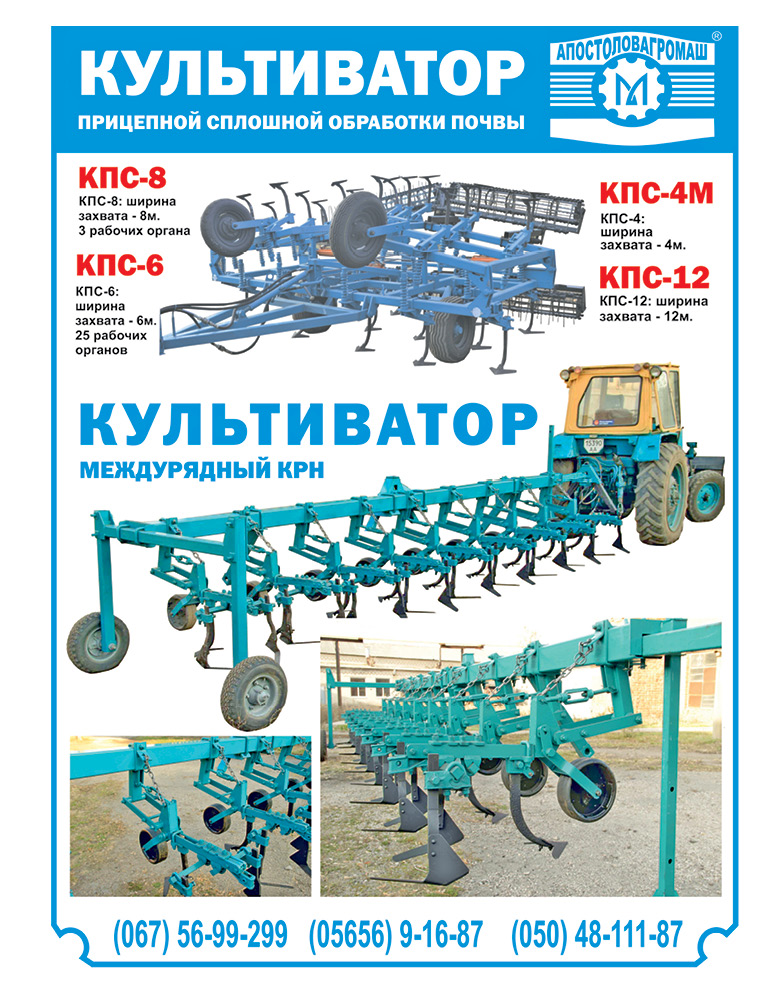 КУЛЬТИВАТОР
ПРИЦЕПНОЙ СПЛОШНОЙ ОБРАБОТКИ ПОЧВЫ
АПОСТОЛОВАГРОМАШ
®
КПС-8
КПС-8: ширина
захвата - 8м.
3 рабочих органа
КПС-6
КПС-6:
ширина
захвата - 6м.
25 рабочих
органов
КПС-4М
КПС-4:
ширина
захвата - 4м.
КПС-12
КПС-12: ширина
захвата - 12м.
КУЛЬТИВАТОР
МЕЖДУРЯДНЫЙ КРН
15390
АА
(067) 56-99-299 (05656) 9-16-87 (050) 48-111-87